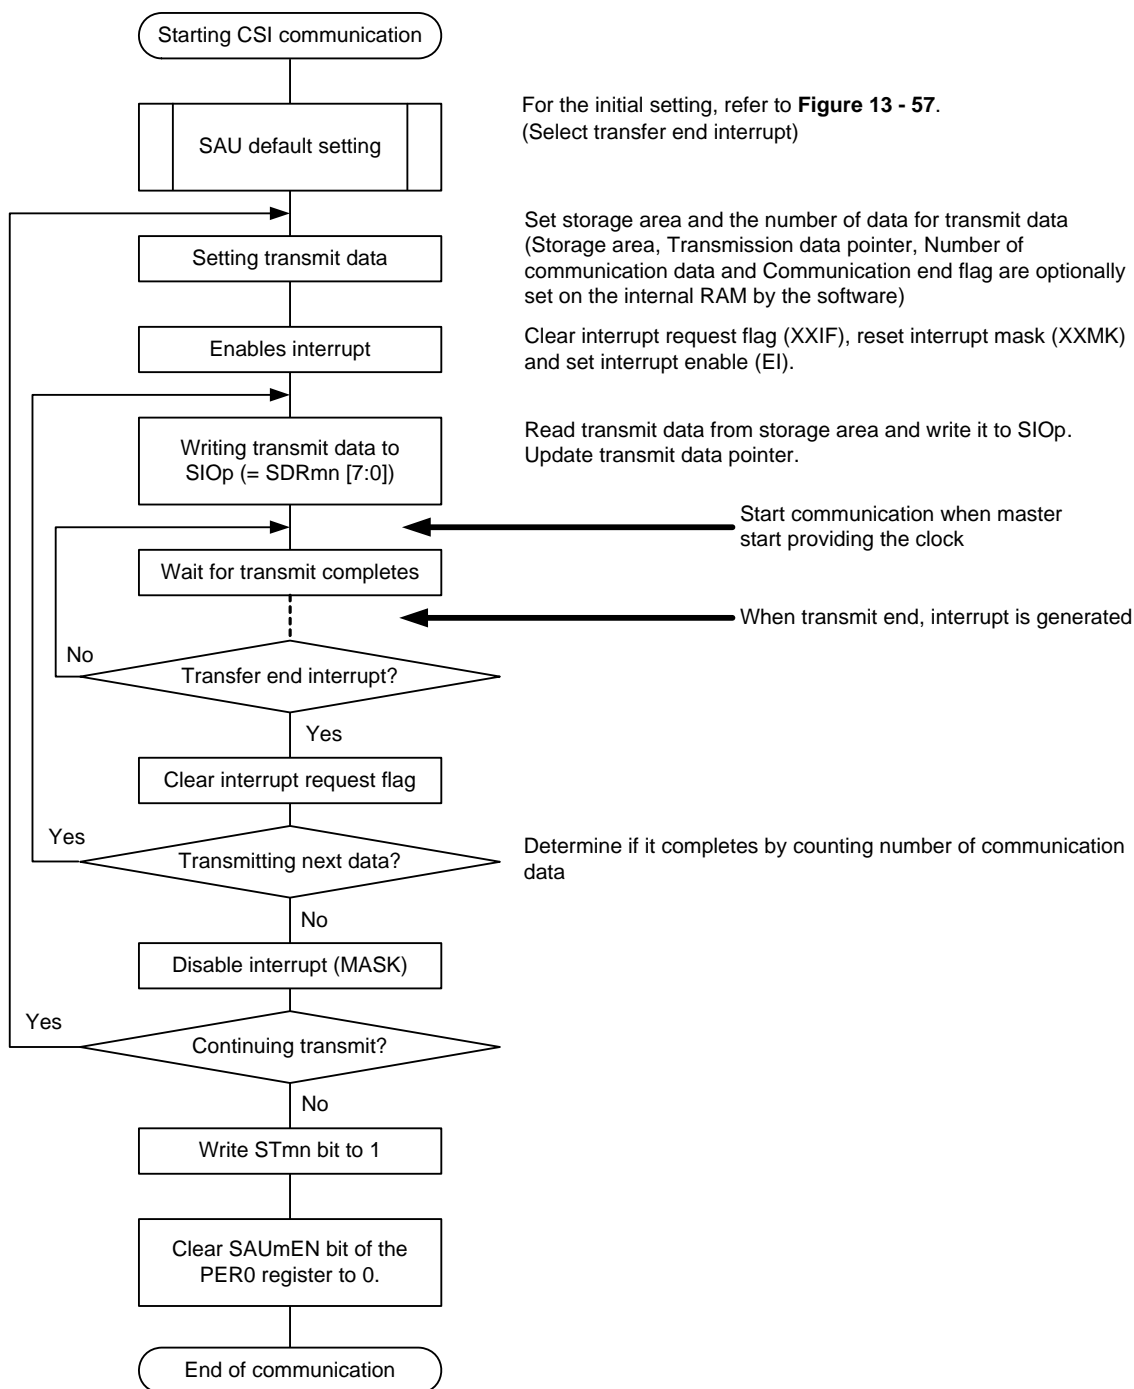 Starting CSI communication
For the initial setting, refer to Figure 13 - 57.
(Select transfer end interrupt)
SAU default setting
Set storage area and the number of data for transmit data
(Storage area, Transmission data pointer, Number of
communication data and Communication end flag are optionally
set on the internal RAM by the software)
Setting transmit data
Enables interrupt
Clear interrupt request flag (XXIF), reset interrupt mask (XXMK)
and set interrupt enable (EI).
Writing transmit data to
SIOp (= SDRmn [7:0])
Read transmit data from storage area and write it to SIOp.
Update transmit data pointer.
Start communication when master
start providing the clock
Wait for transmit completes
When transmit end, interrupt is generated
No
Transfer end interrupt?
Yes
Clear interrupt request flag
Yes
Transmitting next data?
Determine if it completes by counting number of communication
data
No
Disable interrupt (MASK)
Yes
Continuing transmit?
No
Write STmn bit to 1
Clear SAUmEN bit of the
PER0 register to 0.
End of communication